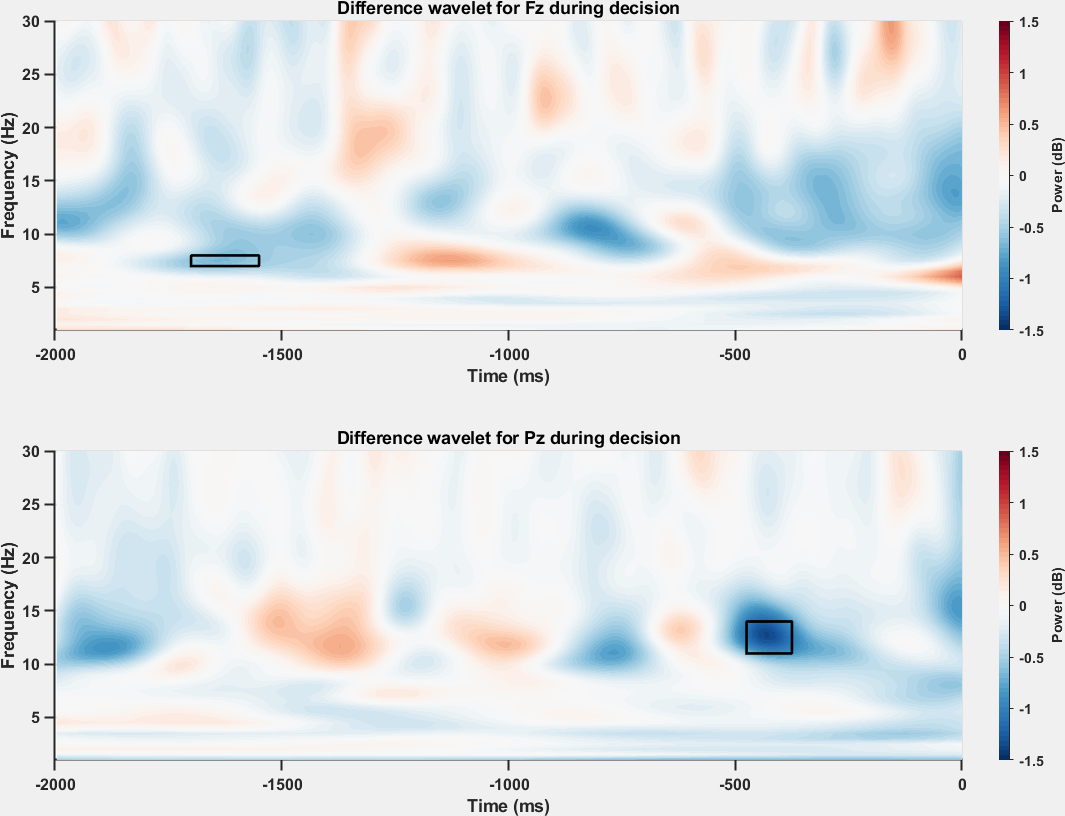 Difference wavelet for Fz during decision
30
25
20
15
10
5
Frequency (Hz)
-2000 -1500 -1000 -500 0
Time (ms)
1.5
1
0.5
0
-0.5
-1
-1.5
Power (dB)
Difference wavelet for Pz during decision
30
25
20
15
10
5
Frequency (Hz)
-2000 -1500 -1000 -500 0
Time (ms)
1.5
1
0.5
0
-0.5
-1
-1.5
Power (dB)